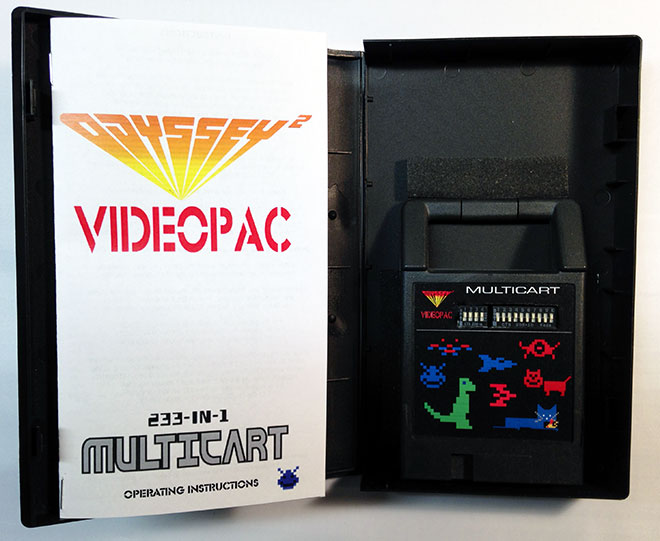 ODYSSEY²
VIDEOPAC
233-IN-1
MULTICART
OPERATING INSTRUCTIONS
MULTICART
VIDEOPAC